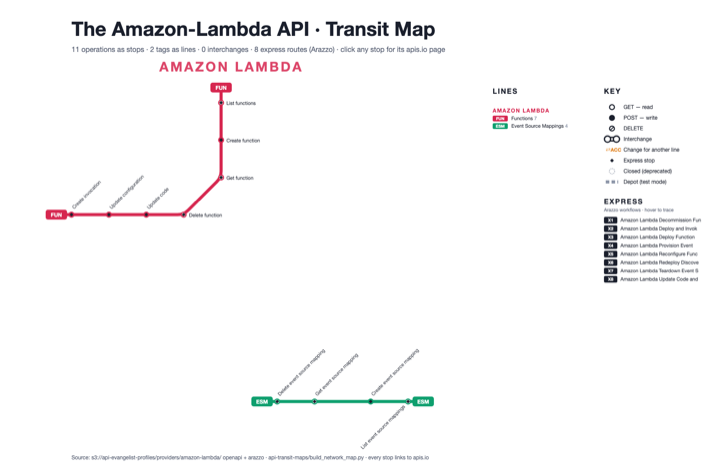 The Amazon-Lambda API · Transit Map
11 operations as stops · 2 tags as lines · 0 interchanges · 8 express routes (Arazzo) · click any stop for its apis.io page
AMAZON LAMBDA
FUN
List functions
Create function
Get function
Delete function
Update code
Update configuration
Create invocation
FUN
LINES
AMAZON LAMBDA
FUN Functions 7
ESM Event Source Mappings 4
KEY
GET — read
POST — write
DELETE
Interchange
Change for another line
Express stop
Closed (deprecated)
Depot (test mode)
EXPRESS
Arazzo workflows · hover to trace
X1 Amazon Lambda Decommission Fun
X2 Amazon Lambda Deploy and Invok
X3 Amazon Lambda Deploy Function
X4 Amazon Lambda Provision Event
X5 Amazon Lambda Reconfigure Func
X6 Amazon Lambda Redeploy Discove
X7 Amazon Lambda Teardown Event S
X8 Amazon Lambda Update Code and
ESM
Delete event source mapping
Get event source mapping
Create event source mapping
List event source mappings
ESM
Source: s3://api-evangelist-profiles/providers/amazon-lambda/ openapi + arazzo · api-transit-maps/build_network_map.py · every stop links to apis.io